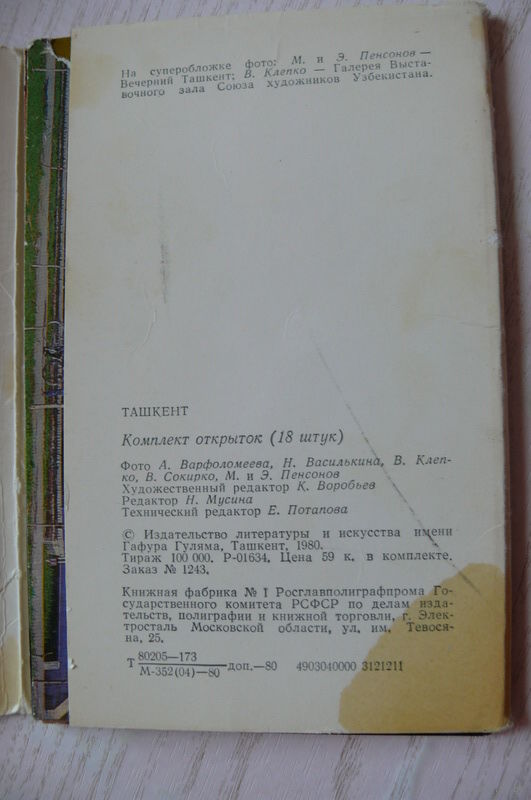 На суперобложке фото: М. и Э. Пенсонов —
Вечерний Ташкент; В. Клепко — Галерея Выста-
вочного зала Союза художников Узбекистана.
ТАШКЕНТ
Комплект открыток (18 штук)
Фото А. Варфоломеева, Н. Василькина, В. Клеп-
ко, В. Сокирко, М. и Э. Пенсонов
Художественный редактор К. Воробьев
Редактор Н. Мусина
Технический редактор Е. Потапова
© Издательство литературы и искусства имени
Гафура Гуляма, Ташкент, 1980.
Тираж 100 000. Р-01634. Цена 59 к. в комплекте.
Заказ № 1243.
Книжная фабрика № 1 Росглавполиграфпрома Го-
сударственного комитета РСФСР по делам изда-
тельств, полиграфии и книжной торговли, г. Элек-
тросталь Московской области, ул. им. Тевося-
на, 25.
Т 80205—173 / М-352(04)—80 доп.—80 4903040000 3121211